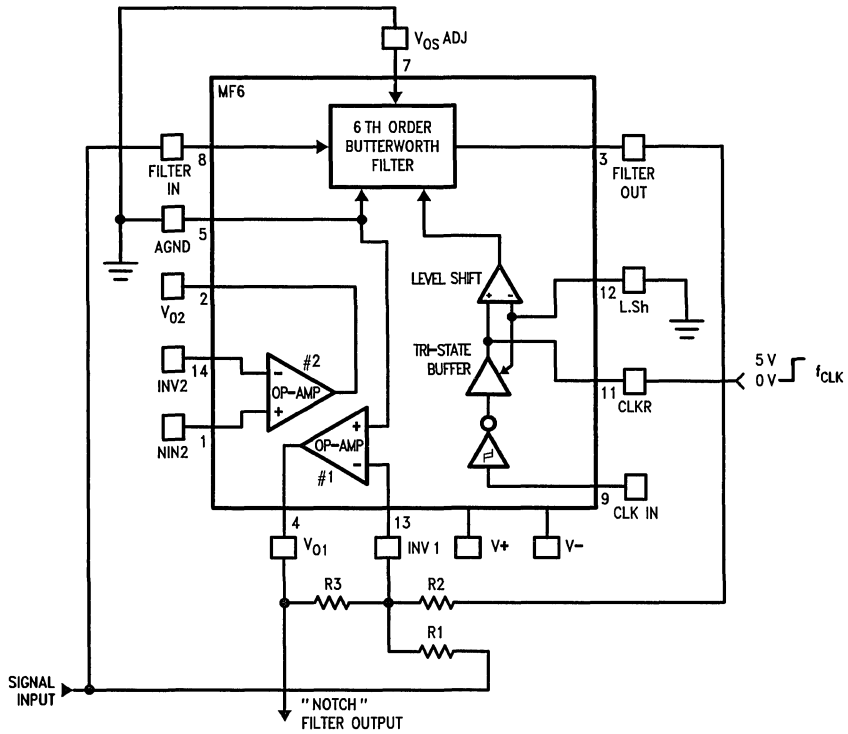 V_OS ADJ
7
MF6
6 TH ORDER
BUTTERWORTH
FILTER
8
FILTER
IN
3
FILTER
OUT
5
AGND
LEVEL SHIFT
+ -
12
L.Sh
2
V_O2
TRI-STATE
BUFFER
5 V
0 V
f_CLK
11
CLKR
14
INV2
#2
-
OP-AMP
+
1
NIN2
+
OP-AMP
-
#1
9
CLK IN
4
13
V_O1
INV 1
V+
V-
R3
R2
R1
SIGNAL
INPUT
"NOTCH"
FILTER OUTPUT